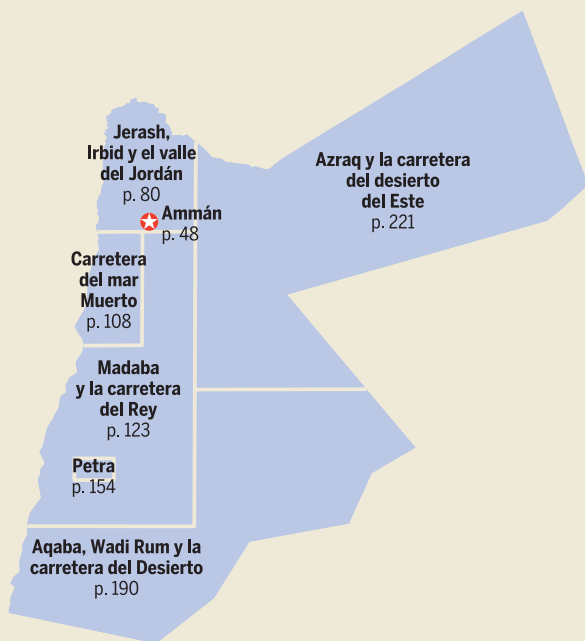 Jerash,
Irbid y el valle
del Jordán
p. 80
Ammán
p. 48
Azraq y la carretera
del desierto
del Este
p. 221
Carretera
del mar
Muerto
p. 108
Madaba
y la carretera
del Rey
p. 123
Petra
p. 154
Aqaba, Wadi Rum y la
carretera del Desierto
p. 190